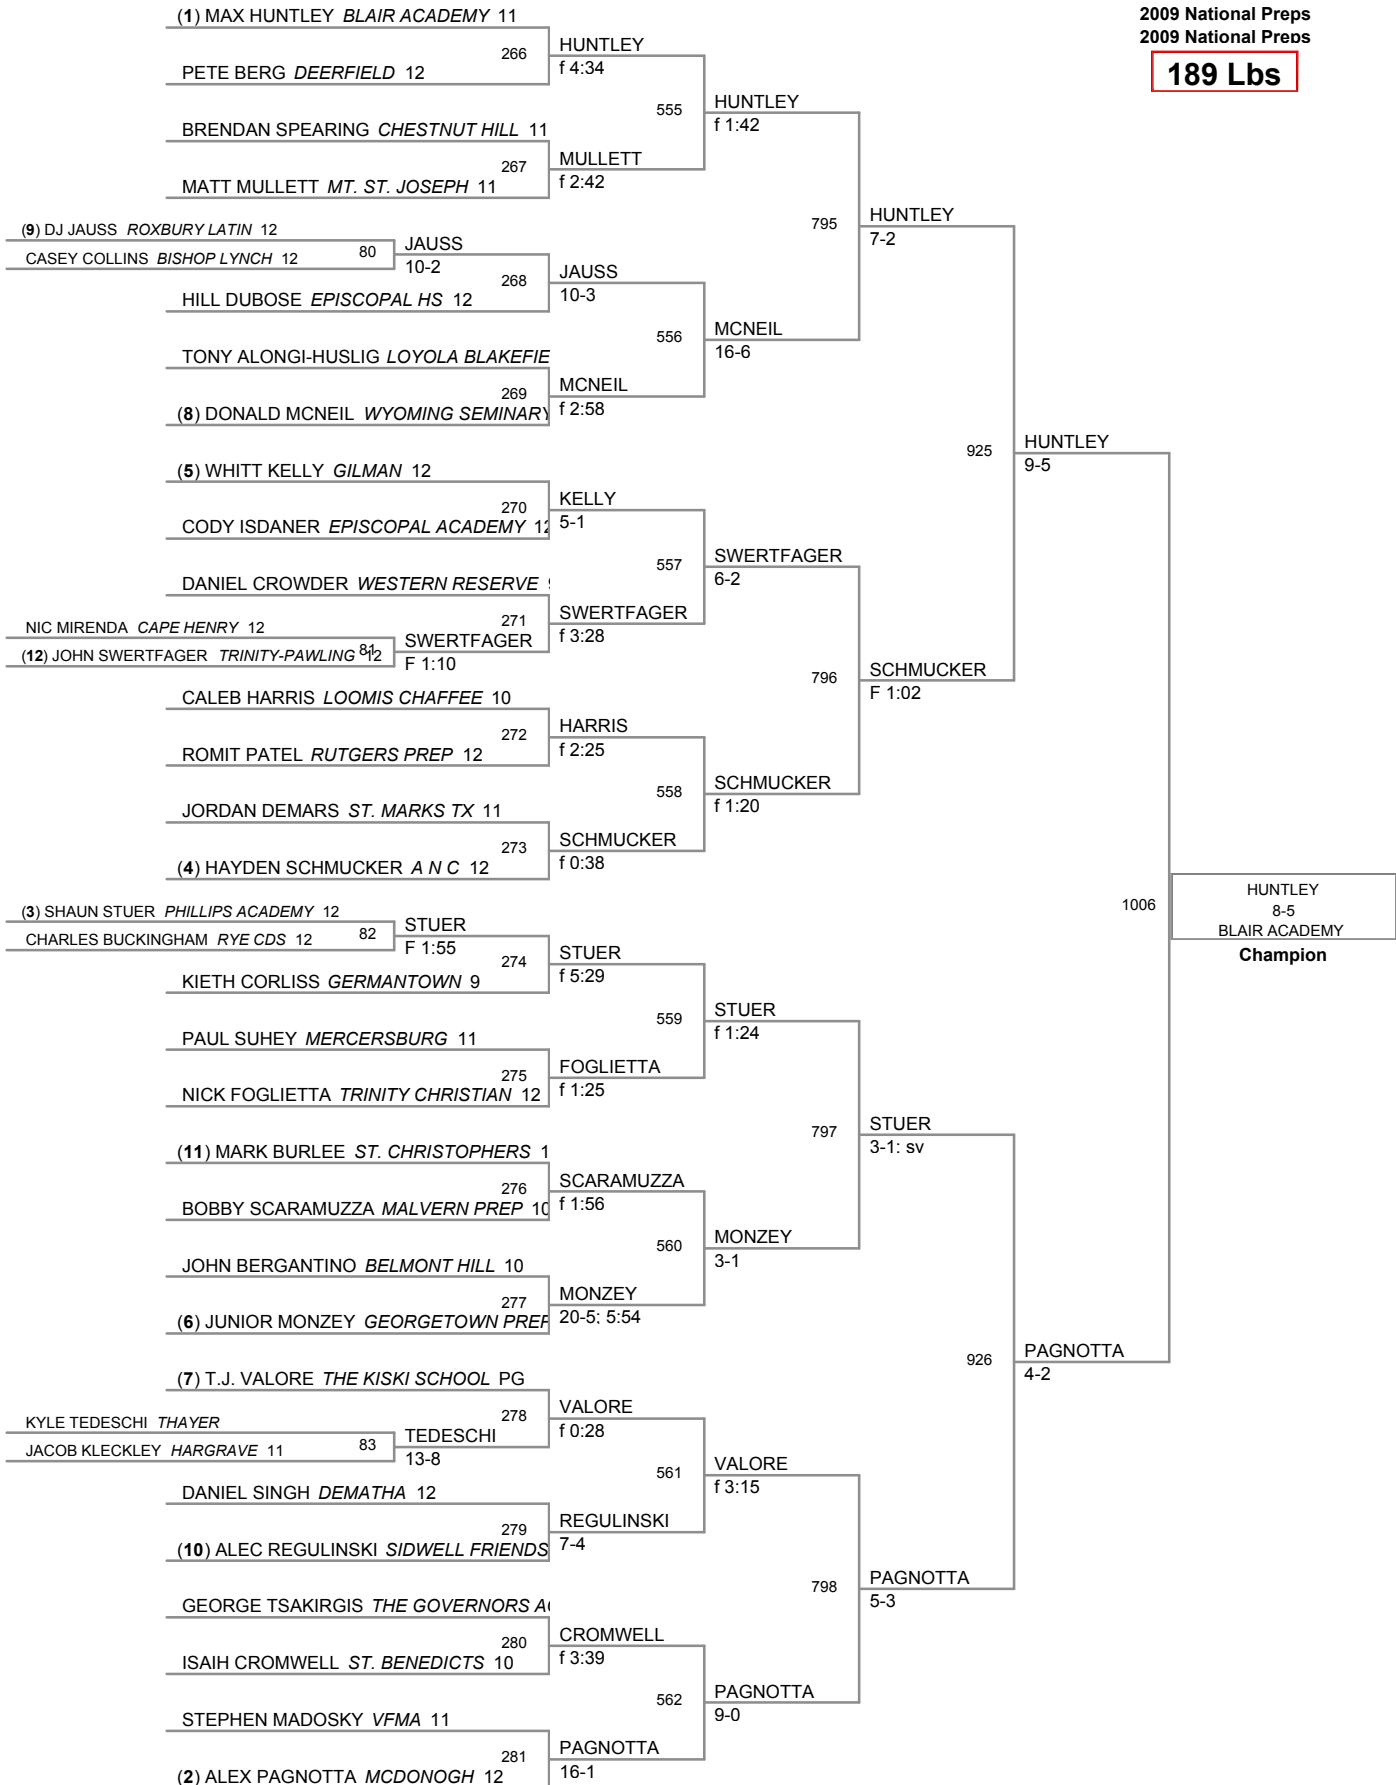 2009 National Preps
2009 National Preps
189 Lbs
(1) MAX HUNTLEY BLAIR ACADEMY 11
266
HUNTLEY
f 4:34
PETE BERG DEERFIELD 12
555
HUNTLEY
f 1:42
BRENDAN SPEARING CHESTNUT HILL 11
267
MULLETT
f 2:42
MATT MULLETT MT. ST. JOSEPH 11
795
HUNTLEY
7-2
(9) DJ JAUSS ROXBURY LATIN 12
80
JAUSS
10-2
CASEY COLLINS BISHOP LYNCH 12
268
JAUSS
10-3
HILL DUBOSE EPISCOPAL HS 12
556
MCNEIL
16-6
TONY ALONGI-HUSLIG LOYOLA BLAKEFIE
269
MCNEIL
f 2:58
(8) DONALD MCNEIL WYOMING SEMINARY
925
HUNTLEY
9-5
(5) WHITT KELLY GILMAN 12
270
KELLY
5-1
CODY ISDANER EPISCOPAL ACADEMY 12
557
SWERTFAGER
6-2
DANIEL CROWDER WESTERN RESERVE
271
SWERTFAGER
f 3:28
NIC MIRENDA CAPE HENRY 12
81
SWERTFAGER
F 1:10
(12) JOHN SWERTFAGER TRINITY-PAWLING 12
796
SCHMUCKER
F 1:02
CALEB HARRIS LOOMIS CHAFFEE 10
272
HARRIS
f 2:25
ROMIT PATEL RUTGERS PREP 12
558
SCHMUCKER
f 1:20
JORDAN DEMARS ST. MARKS TX 11
273
SCHMUCKER
f 0:38
(4) HAYDEN SCHMUCKER A N C 12
1006
HUNTLEY
8-5
BLAIR ACADEMY
Champion
(3) SHAUN STUER PHILLIPS ACADEMY 12
82
STUER
F 1:55
CHARLES BUCKINGHAM RYE CDS 12
274
STUER
f 5:29
KIETH CORLISS GERMANTOWN 9
559
STUER
f 1:24
PAUL SUHEY MERCERSBURG 11
275
FOGLIETTA
f 1:25
NICK FOGLIETTA TRINITY CHRISTIAN 12
797
STUER
3-1: sv
(11) MARK BURLEE ST. CHRISTOPHERS 1
276
SCARAMUZZA
f 1:56
BOBBY SCARAMUZZA MALVERN PREP 10
560
MONZEY
3-1
JOHN BERGANTINO BELMONT HILL 10
277
MONZEY
20-5; 5:54
(6) JUNIOR MONZEY GEORGETOWN PREP
926
PAGNOTTA
4-2
(7) T.J. VALORE THE KISKI SCHOOL PG
278
VALORE
f 0:28
KYLE TEDESCHI THAYER
83
TEDESCHI
13-8
JACOB KLECKLEY HARGRAVE 11
561
VALORE
f 3:15
DANIEL SINGH DEMATHA 12
279
REGULINSKI
7-4
(10) ALEC REGULINSKI SIDWELL FRIENDS
798
PAGNOTTA
5-3
GEORGE TSAKIRGIS THE GOVERNORS A
280
CROMWELL
f 3:39
ISAIH CROMWELL ST. BENEDICTS 10
562
PAGNOTTA
9-0
STEPHEN MADOSKY VFMA 11
281
PAGNOTTA
16-1
(2) ALEX PAGNOTTA MCDONOGH 12